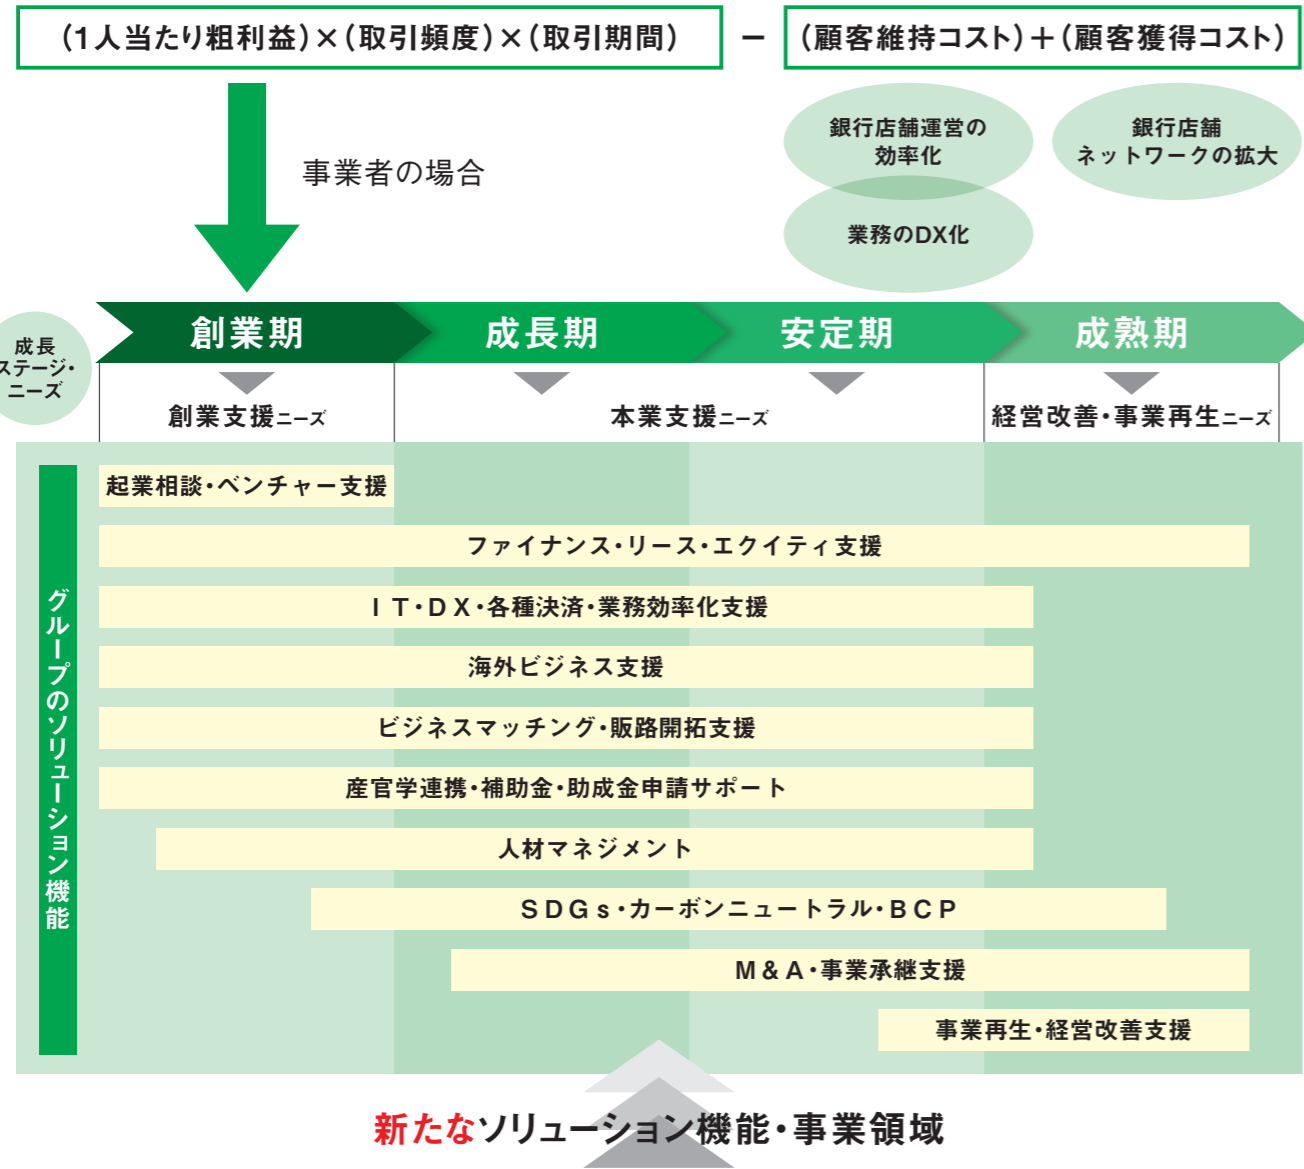 (1人当たり粗利益)×(取引頻度)×(取引期間) － (顧客維持コスト)＋(顧客獲得コスト)
銀行店舗運営の
効率化
銀行店舗
ネットワークの拡大
業務のDX化
事業者の場合
成長
ステージ・
ニーズ
創業期 成長期 安定期 成熟期
創業支援ニーズ 本業支援ニーズ 経営改善・事業再生ニーズ
グループのソリューション機能
起業相談・ベンチャー支援
ファイナンス・リース・エクイティ支援
IT・DX・各種決済・業務効率化支援
海外ビジネス支援
ビジネスマッチング・販路開拓支援
産官学連携・補助金・助成金申請サポート
人材マネジメント
SDGs・カーボンニュートラル・BCP
M&A・事業承継支援
事業再生・経営改善支援
新たなソリューション機能・事業領域